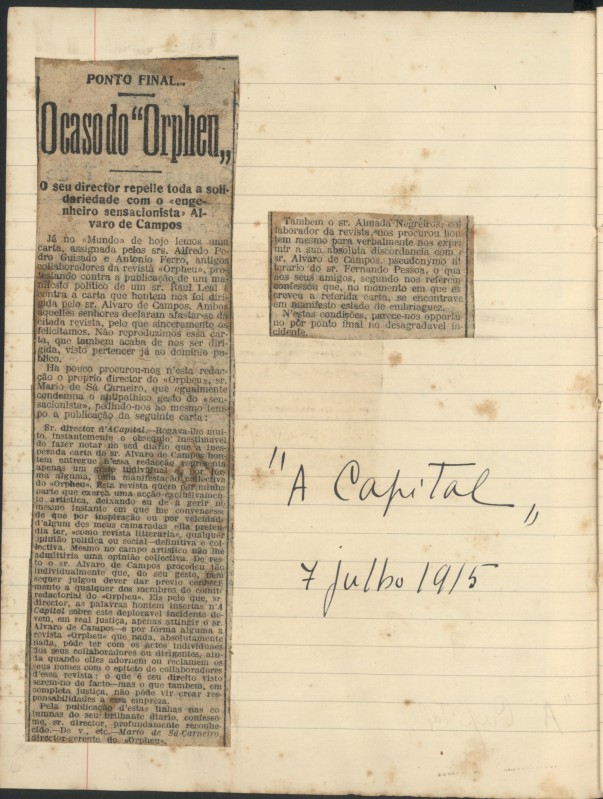 PONTO FINAL...
O caso do "Orpheu„
O seu director repelle toda a soli-
dariedade com o «enge-
nheiro sensacionista» Al-
varo de Campos
Já no «Mundo» de hoje lemos uma
carta, assignada pelos srs. Alfredo Pe-
dro Guisado e Antonio Ferro, antigos
collaboradores da revista «Orpheu», pro-
testando contra a publicação de um ma-
nifesto politico de um sr. Raul Leal e
contra a carta que hontem nos foi diri-
gida pelo sr. Alvaro de Campos. Ambos
aquelles senhores declaram afastar-se da
citada revista, pelo que sinceramente os
felicitamos. Não reproduzimos essa car-
ta, que tambem acaba de nos ser diri-
gida, visto pertencer já ao dominio pu-
blico.
Ha pouco procurou-nos n'esta redac-
ção o proprio director do «Orpheu», sr.
Mario de Sá Carneiro, que egualmente
condemna o antipathico gesto do «sen-
sacionista», pedindo-nos ao mesmo tem-
po a publicação da seguinte carta:
Sr. director d'A Capital.—Rogava-lhe mui-
to, instantemente o obsequio inestimavel
de fazer notar no seu diario que a ines-
perada carta do sr. Alvaro de Campos hon-
tem entregue n'essa redacção representa
apenas um gesto individual e por fór-
ma alguma, uma manifestação collectiva
do «Orpheu». Esta revista quero por minha
parte que exerça uma acção exclusivamen-
te artistica, deixando eu de a gerir no
mesmo instante em que me convencesse
de que por inspiração ou por velleidade
d'algum dos meus camaradas ella preten-
dia ter, «como revista litteraria», qualquer
opinião politica ou social—definitiva e col-
lectiva. Mesmo no campo artistico não lhe
admittiria uma opinião collectiva. De res-
to o sr. Alvaro de Campos procedeu tão
individualmente que, do seu gesto, nem
sequer julgou dever dar previo conheci-
mento a qualquer dos membros do comité
redactorial do «Orpheu». Eis pelo que, sr.
director, as palavras hontem insertas n'A
Capital sobre este deploravel incidente de-
vem, em real justiça, apenas attingir o sr.
Alvaro de Campos—e por fórma alguma a
revista «Orpheu» que nada, absolutamente
nada, póde ter com os actos individuaes
dos seus collaboradores ou dirigentes, ain-
da quando elles adornem ou reclamem os
seus nomes com o epiteto de collaboradores
d'essa revista: o que é seu direito visto
serem-no de facto—mas o que tambem, em
completa justiça, não póde vir crear res-
ponsabilidades a essa empreza.
Pela publicação d'estas linhas nas co-
lumnas do seu brilhante diario, confesso-
me, sr. director, profundamente reconhe-
cido.—De v., etc.—Mario de Sá-Carneiro,
director-gerente do «Orpheu».
Tambem o sr. Almada Negreiros, col-
laborador da revista, nos procurou hon-
tem mesmo para verbalmente nos expri-
mir a sua absoluta discordancia com o
sr. Alvaro de Campos, pseudonymo lit-
terario do sr. Fernando Pessoa, o qual
aos seus amigos, segundo nos referem,
confessou que, no momento em que es-
creveu a referida carta, se encontrava
em manifesto estado de embriaguez.
N'estas condições, parece-nos opportu-
no pôr ponto final no desagradavel in-
cidente.
"A Capital„
7 julho 1915